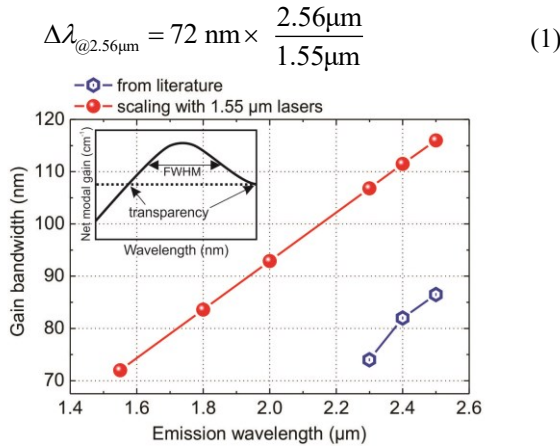 Δλ@2.56μm = 72 nm × 2.56μm / 1.55μm (1)
from literature
scaling with 1.55 μm lasers
120
110
100
90
80
70
Gain bandwidth (nm)
Net modal gain (cm⁻¹)
FWHM
transparency
Wavelength (nm)
1.4 1.6 1.8 2.0 2.2 2.4 2.6
Emission wavelength (μm)